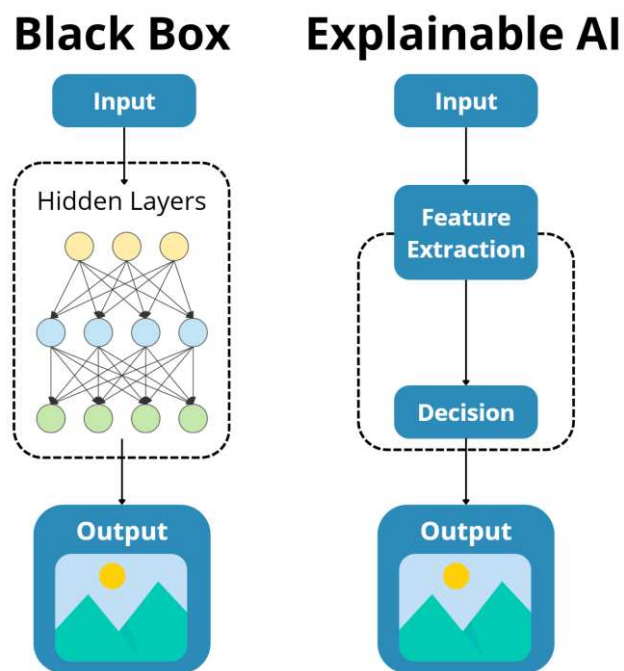 Black Box
Input
Hidden Layers
Output
Explainable AI
Input
Feature
Extraction
Decision
Output